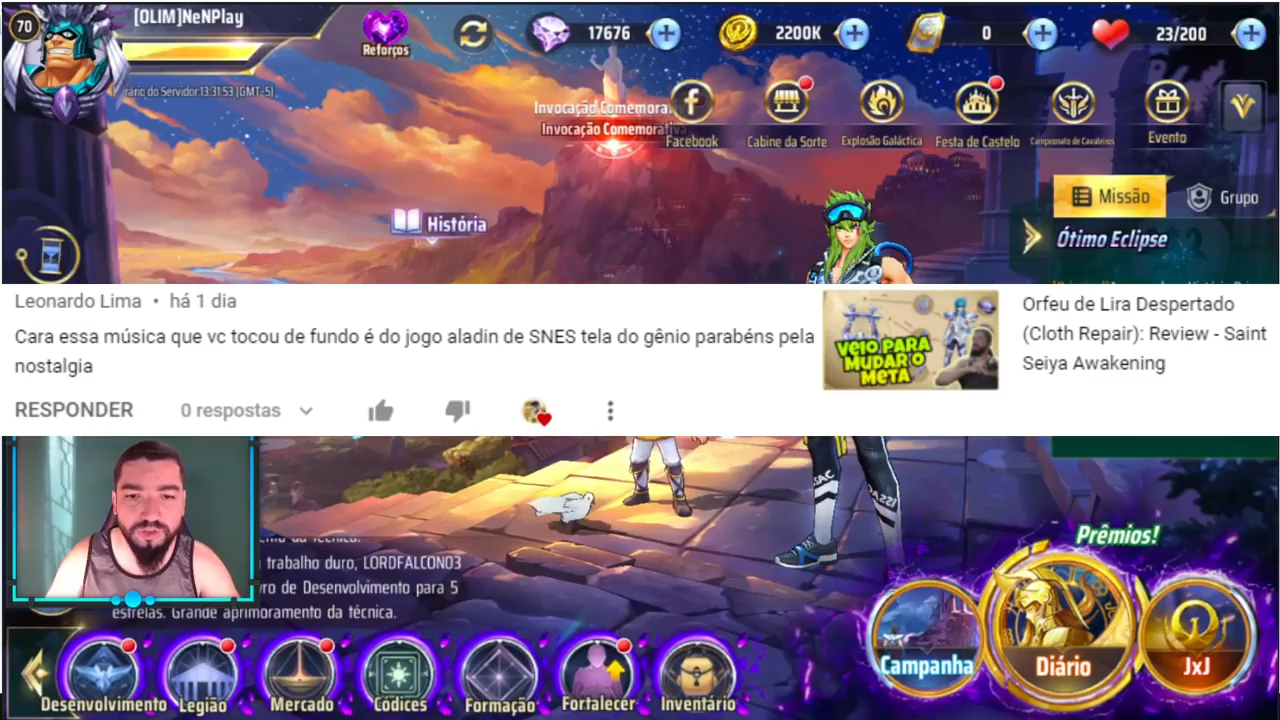 70
[OLIM]NeNPlay
Reforços
17676
2200K
0
23/200
rário do Servidor:13:31:53 (GMT-5)
Invocação Comemora
Invocação Comemorativa
Facebook
Cabine da Sorte
Explosão Galáctica
Festa de Castelo
Campeonato de Cavaleiros
Evento
Missão
Grupo
História
Ótimo Eclipse
Leonardo Lima • há 1 dia
Cara essa música que vc tocou de fundo é do jogo aladin de SNES tela do gênio parabéns pela
nostalgia
RESPONDER
0 respostas
VEIO PARA
MUDAR O
META
Orfeu de Lira Despertado
(Cloth Repair): Review - Saint
Seiya Awakening
trabalho duro, LORDFALCON03
ro de Desenvolvimento para 5
estrelas. Grande aprimoramento da técnica.
Prêmios!
Campanha
Diário
JxJ
Desenvolvimento
Legião
Mercado
Códices
Formação
Fortalecer
Inventário